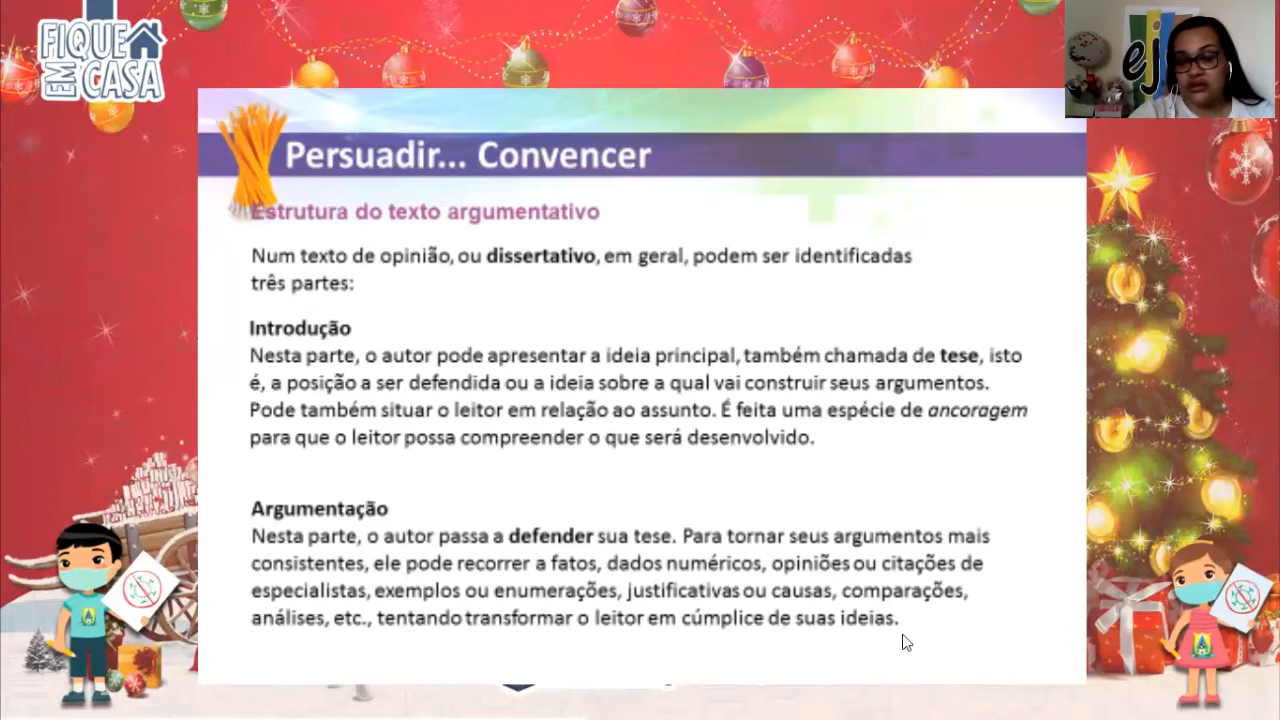 FIQUE
EM
CASA
ej
Persuadir... Convencer
Estrutura do texto argumentativo
Num texto de opinião, ou dissertativo, em geral, podem ser identificadas
três partes:
Introdução
Nesta parte, o autor pode apresentar a ideia principal, também chamada de tese, isto
é, a posição a ser defendida ou a ideia sobre a qual vai construir seus argumentos.
Pode também situar o leitor em relação ao assunto. É feita uma espécie de ancoragem
para que o leitor possa compreender o que será desenvolvido.
Argumentação
Nesta parte, o autor passa a defender sua tese. Para tornar seus argumentos mais
consistentes, ele pode recorrer a fatos, dados numéricos, opiniões ou citações de
especialistas, exemplos ou enumerações, justificativas ou causas, comparações,
análises, etc., tentando transformar o leitor em cúmplice de suas ideias.